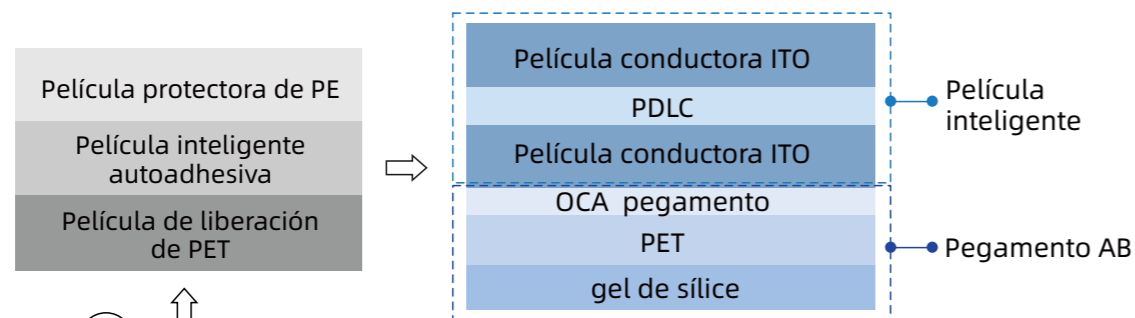 Película protectora de PE
Película inteligente
autoadhesiva
Película de liberación
de PET
Película conductora ITO
PDLC
Película conductora ITO
OCA pegamento
PET
gel de sílice
Película
inteligente
Pegamento AB